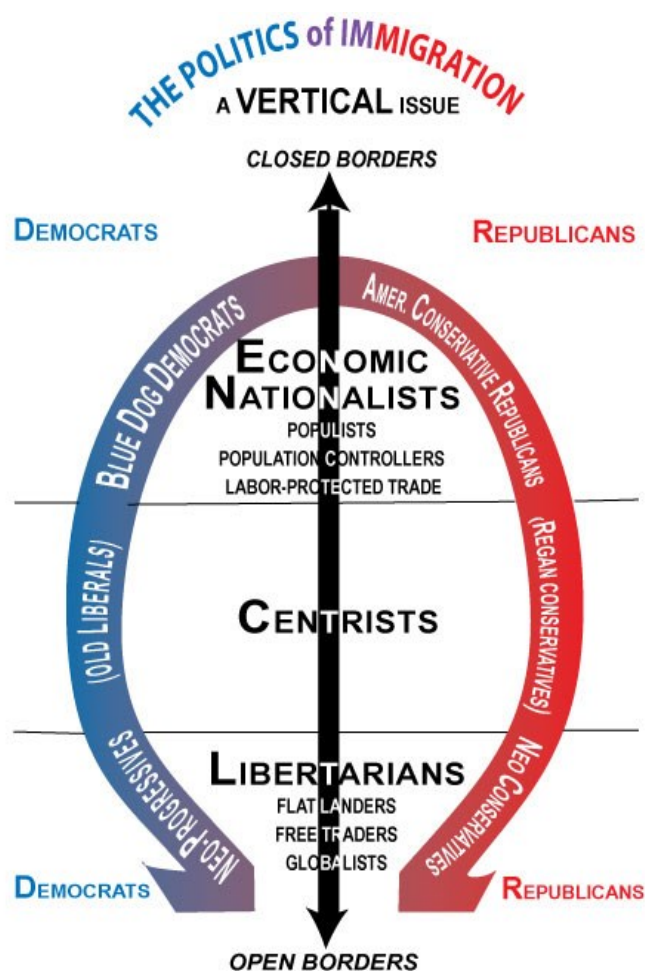 THE POLITICS of IMMIGRATION
A VERTICAL ISSUE
CLOSED BORDERS
DEMOCRATS
REPUBLICANS
BLUE DOG DEMOCRATS
AMER. CONSERVATIVE REPUBLICANS
ECONOMIC
NATIONALISTS
POPULISTS
POPULATION CONTROLLERS
LABOR-PROTECTED TRADE
(OLD LIBERALS)
(REGAN CONSERVATIVES)
CENTRISTS
NEO-PROGRESSIVES
NEO CONSERVATIVES
LIBERTARIANS
FLAT LANDERS
FREE TRADERS
GLOBALISTS
DEMOCRATS
REPUBLICANS
OPEN BORDERS